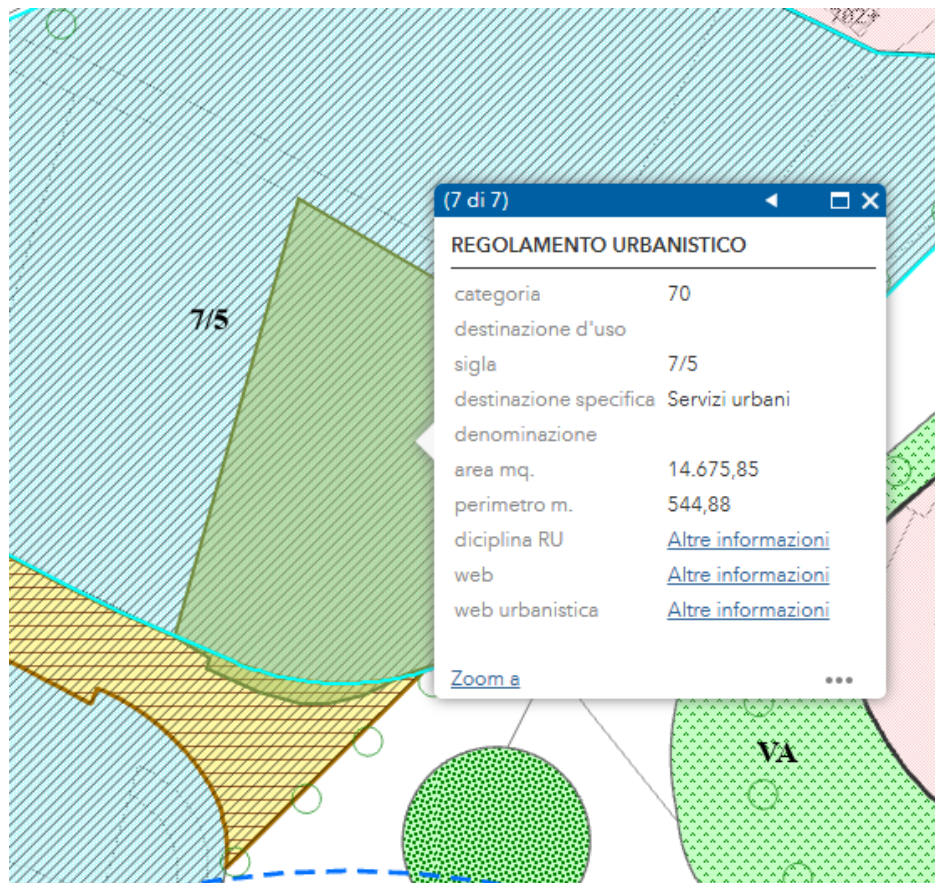 (7 di 7)
REGOLAMENTO URBANISTICO
categoria 70
destinazione d'uso
sigla 7/5
destinazione specifica Servizi urbani
denominazione
area mq. 14.675,85
perimetro m. 544,88
diciplina RU Altre informazioni
web Altre informazioni
web urbanistica Altre informazioni
Zoom a
7/5
VA